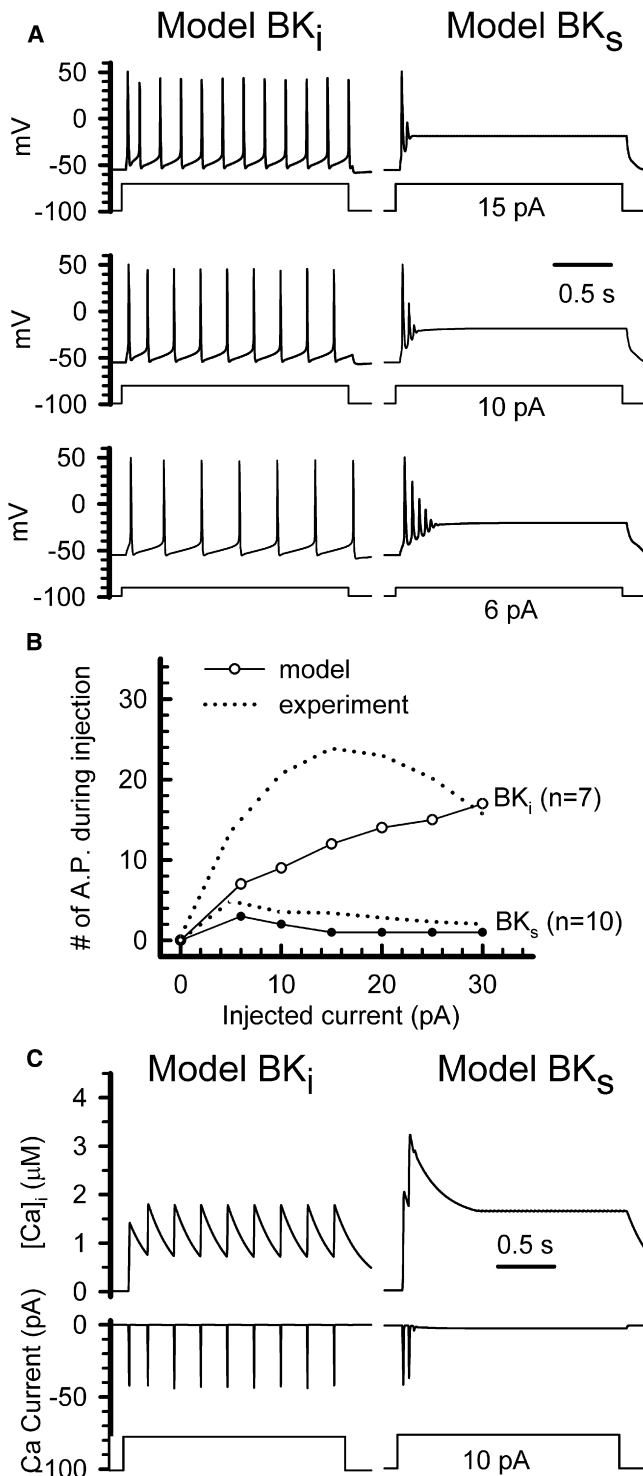 A
Model BKi
Model BKs
50
0
-50
-100
mV
15 pA
50
0
-50
-100
mV
0.5 s
10 pA
50
0
-50
-100
mV
6 pA
B
model
experiment
30
20
10
0
# of A.P. during injection
BKi (n=7)
BKs (n=10)
0 10 20 30
Injected current (pA)
C
Model BKi
Model BKs
4
3
2
1
0
[Ca]i (μM)
0.5 s
0
-50
-100
Ca Current (pA)
10 pA